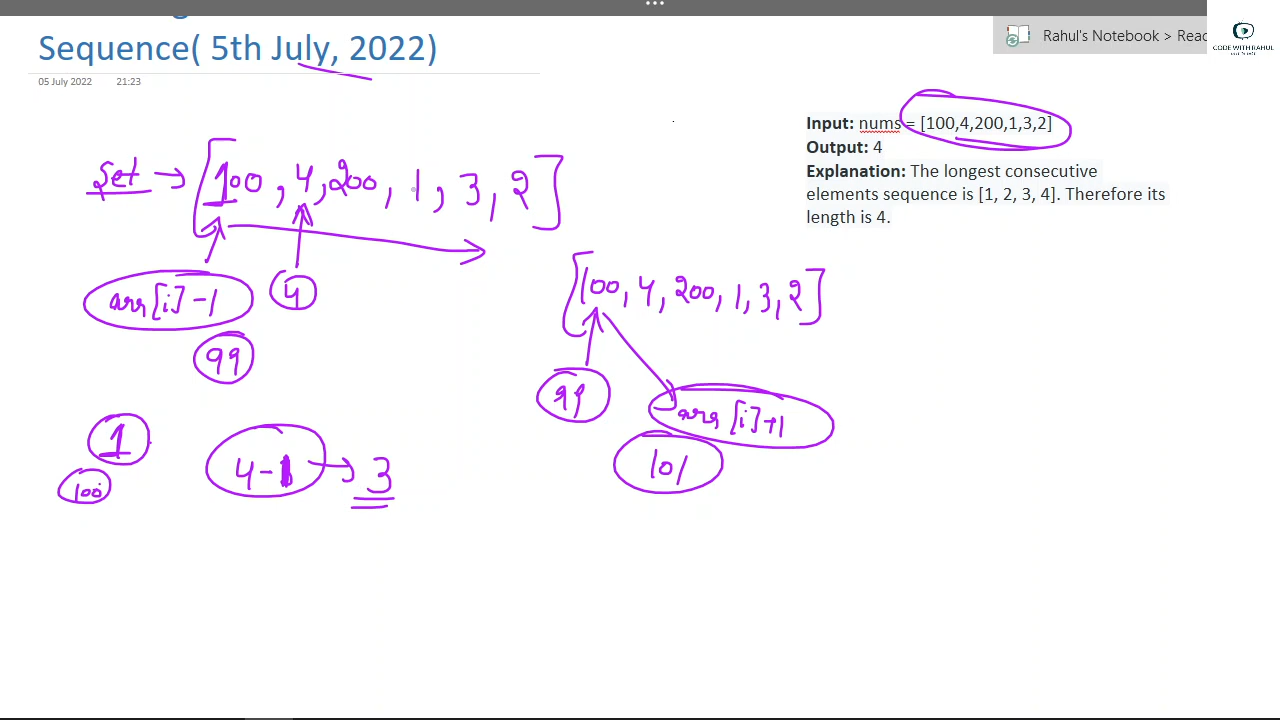 Sequence( 5th July, 2022)
05 July 2022 21:23
Rahul's Notebook > Read
CODE WITH RAHUL
Input: nums = [100,4,200,1,3,2]
Output: 4
Explanation: The longest consecutive
elements sequence is [1, 2, 3, 4]. Therefore its
length is 4.
Set → [100, 4, 200, 1, 3, 2]
arr[i]-1
4
99
[100, 4, 200, 1, 3, 2]
99
arr[i]+1
101
1
100
4-1 → 3